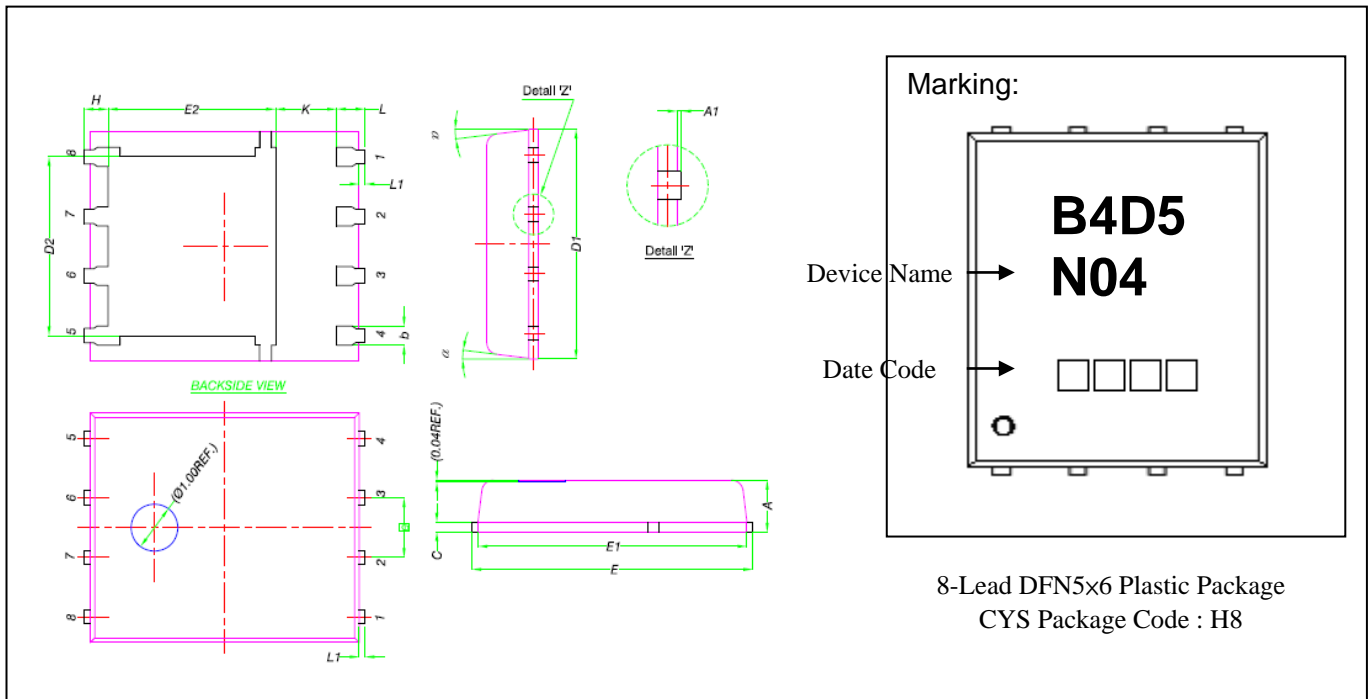 H E2 K L
8 1
L1
7 2
D2
6 3
5 4
b
BACKSIDE VIEW
Detail 'Z'
α
D1
α
A1
Detail 'Z'
5 4
6 3
(Ø1.00REF.)
e
7 2
8 1
L1
(0.04REF.)
A
C
E1
E
Marking:
B4D5
Device Name N04
Date Code
8-Lead DFN5×6 Plastic Package
CYS Package Code : H8